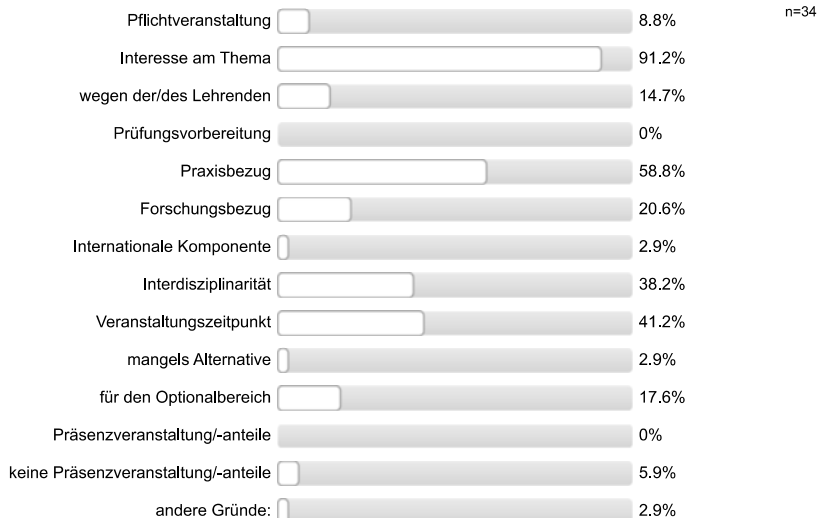 n=34
Pflichtveranstaltung 8.8%
Interesse am Thema 91.2%
wegen der/des Lehrenden 14.7%
Prüfungsvorbereitung 0%
Praxisbezug 58.8%
Forschungsbezug 20.6%
Internationale Komponente 2.9%
Interdisziplinarität 38.2%
Veranstaltungszeitpunkt 41.2%
mangels Alternative 2.9%
für den Optionalbereich 17.6%
Präsenzveranstaltung/-anteile 0%
keine Präsenzveranstaltung/-anteile 5.9%
andere Gründe: 2.9%